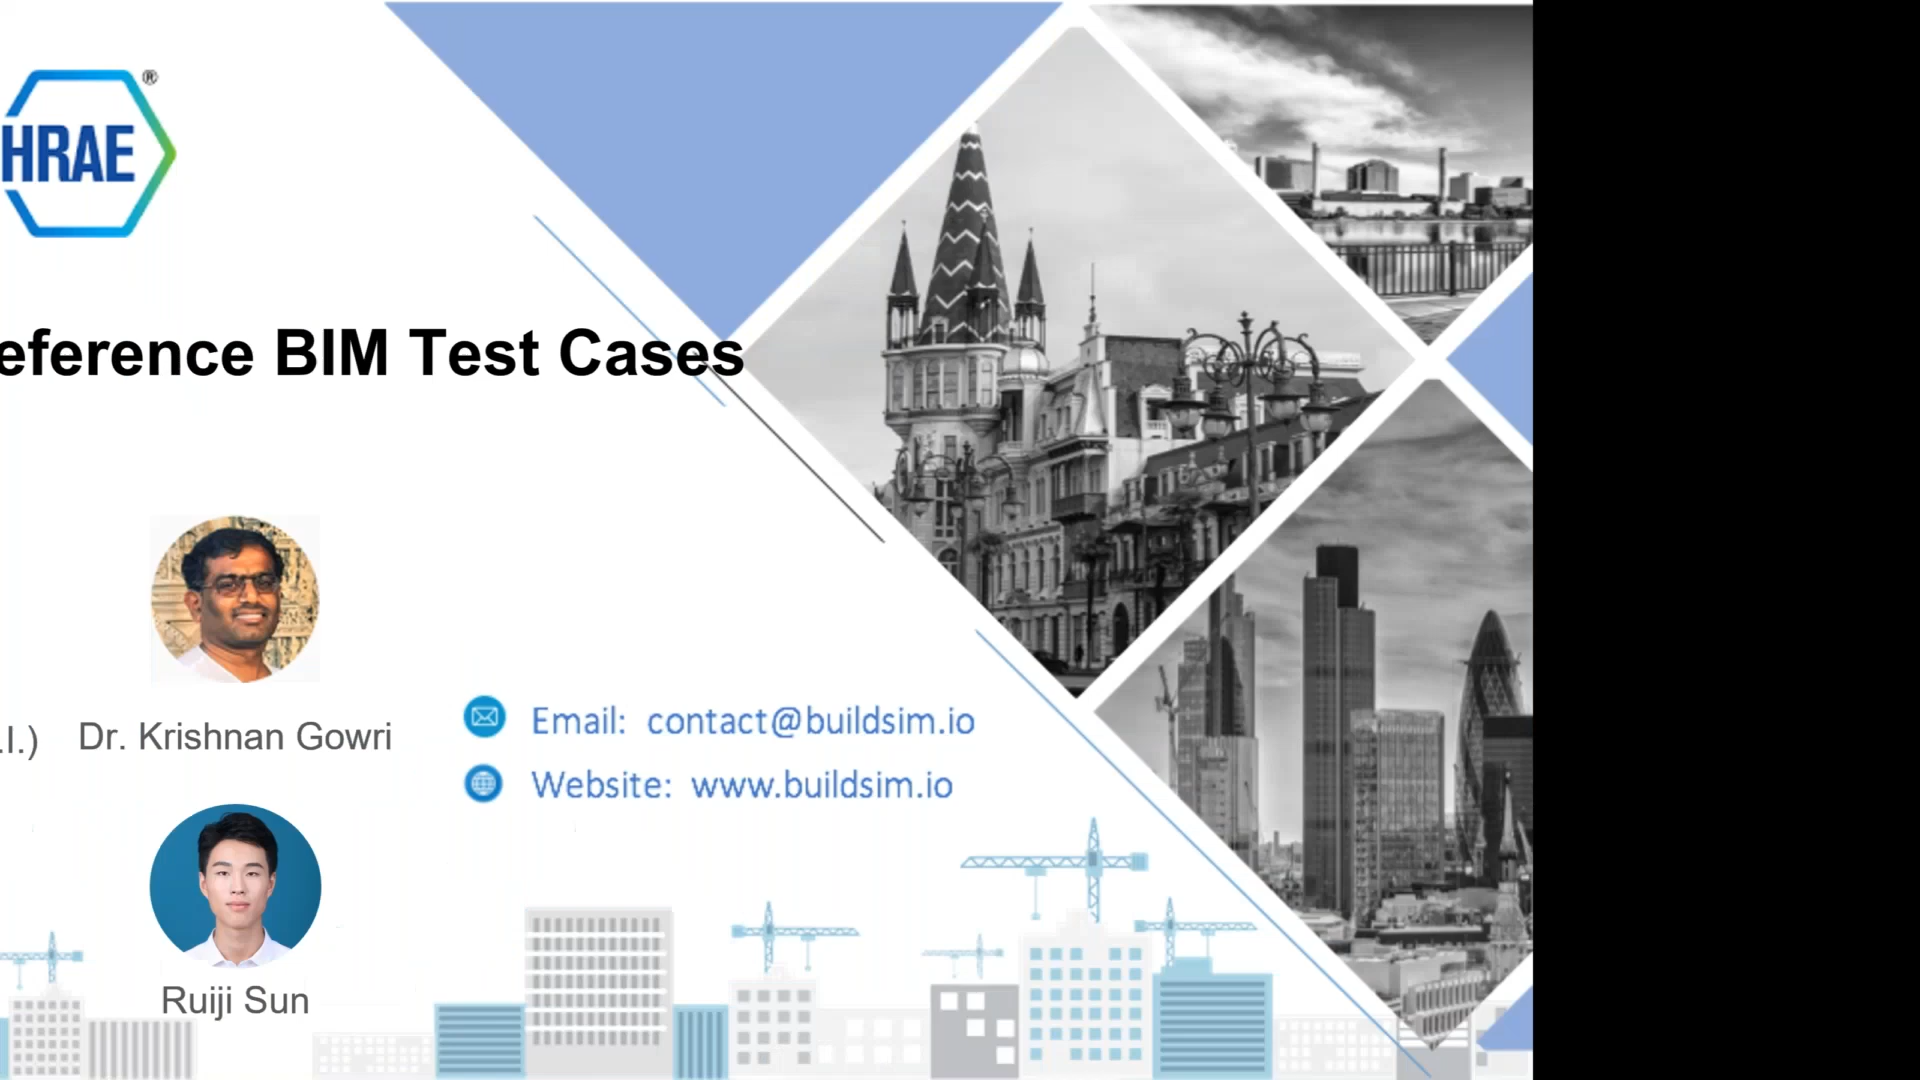 ®
HRAE
eference BIM Test Cases
.I.) Dr. Krishnan Gowri
Email: contact@buildsim.io
Website: www.buildsim.io
Ruiji Sun